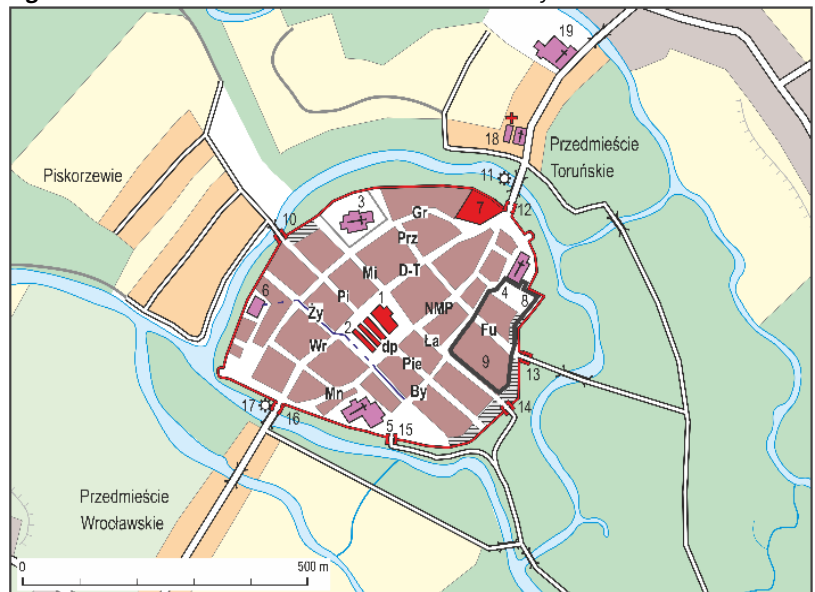 19
18
Przedmieście
Toruńskie
Piskorzewie
11
3
7
12
10
Gr
Prz
Mi
D-T
6
Pi
1
4
8
Ży
NMP
2
Fu
Wr
dp
Ła
9
13
Pie
Mn
By
14
17
16
5
15
Przedmieście
Wrocławskie
0
500 m